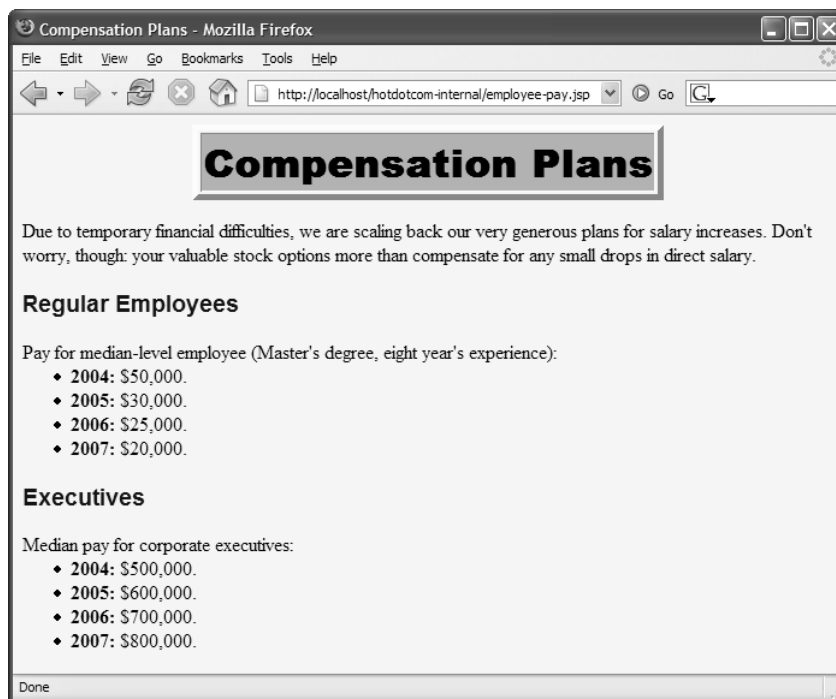 Compensation Plans - Mozilla Firefox
File Edit View Go Bookmarks Tools Help
http://localhost/hotdotcom-internal/employee-pay.jsp Go G
Compensation Plans
Due to temporary financial difficulties, we are scaling back our very generous plans for salary increases. Don't
worry, though: your valuable stock options more than compensate for any small drops in direct salary.
Regular Employees
Pay for median-level employee (Master's degree, eight year's experience):
• 2004: $50,000.
• 2005: $30,000.
• 2006: $25,000.
• 2007: $20,000.
Executives
Median pay for corporate executives:
• 2004: $500,000.
• 2005: $600,000.
• 2006: $700,000.
• 2007: $800,000.
Done